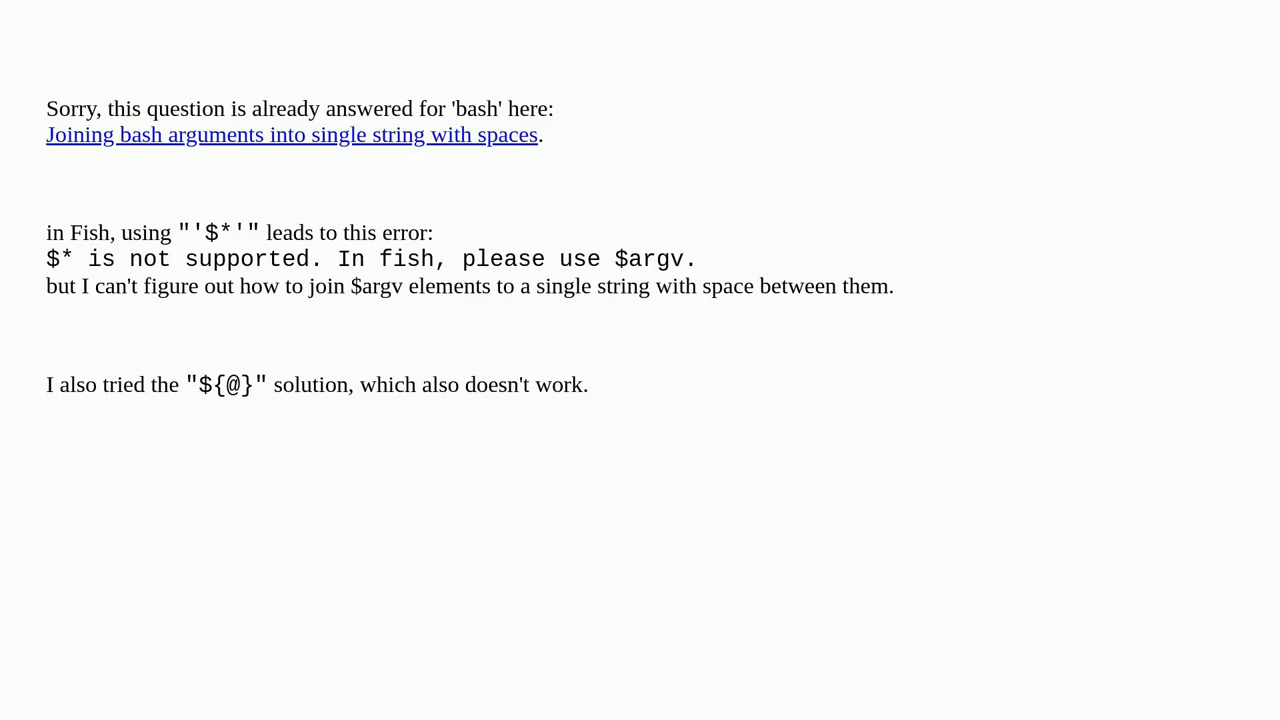 Sorry, this question is already answered for 'bash' here:
Joining bash arguments into single string with spaces.
in Fish, using "'$*'" leads to this error:
$* is not supported. In fish, please use $argv.
but I can't figure out how to join $argv elements to a single string with space between them.
I also tried the "${@}" solution, which also doesn't work.